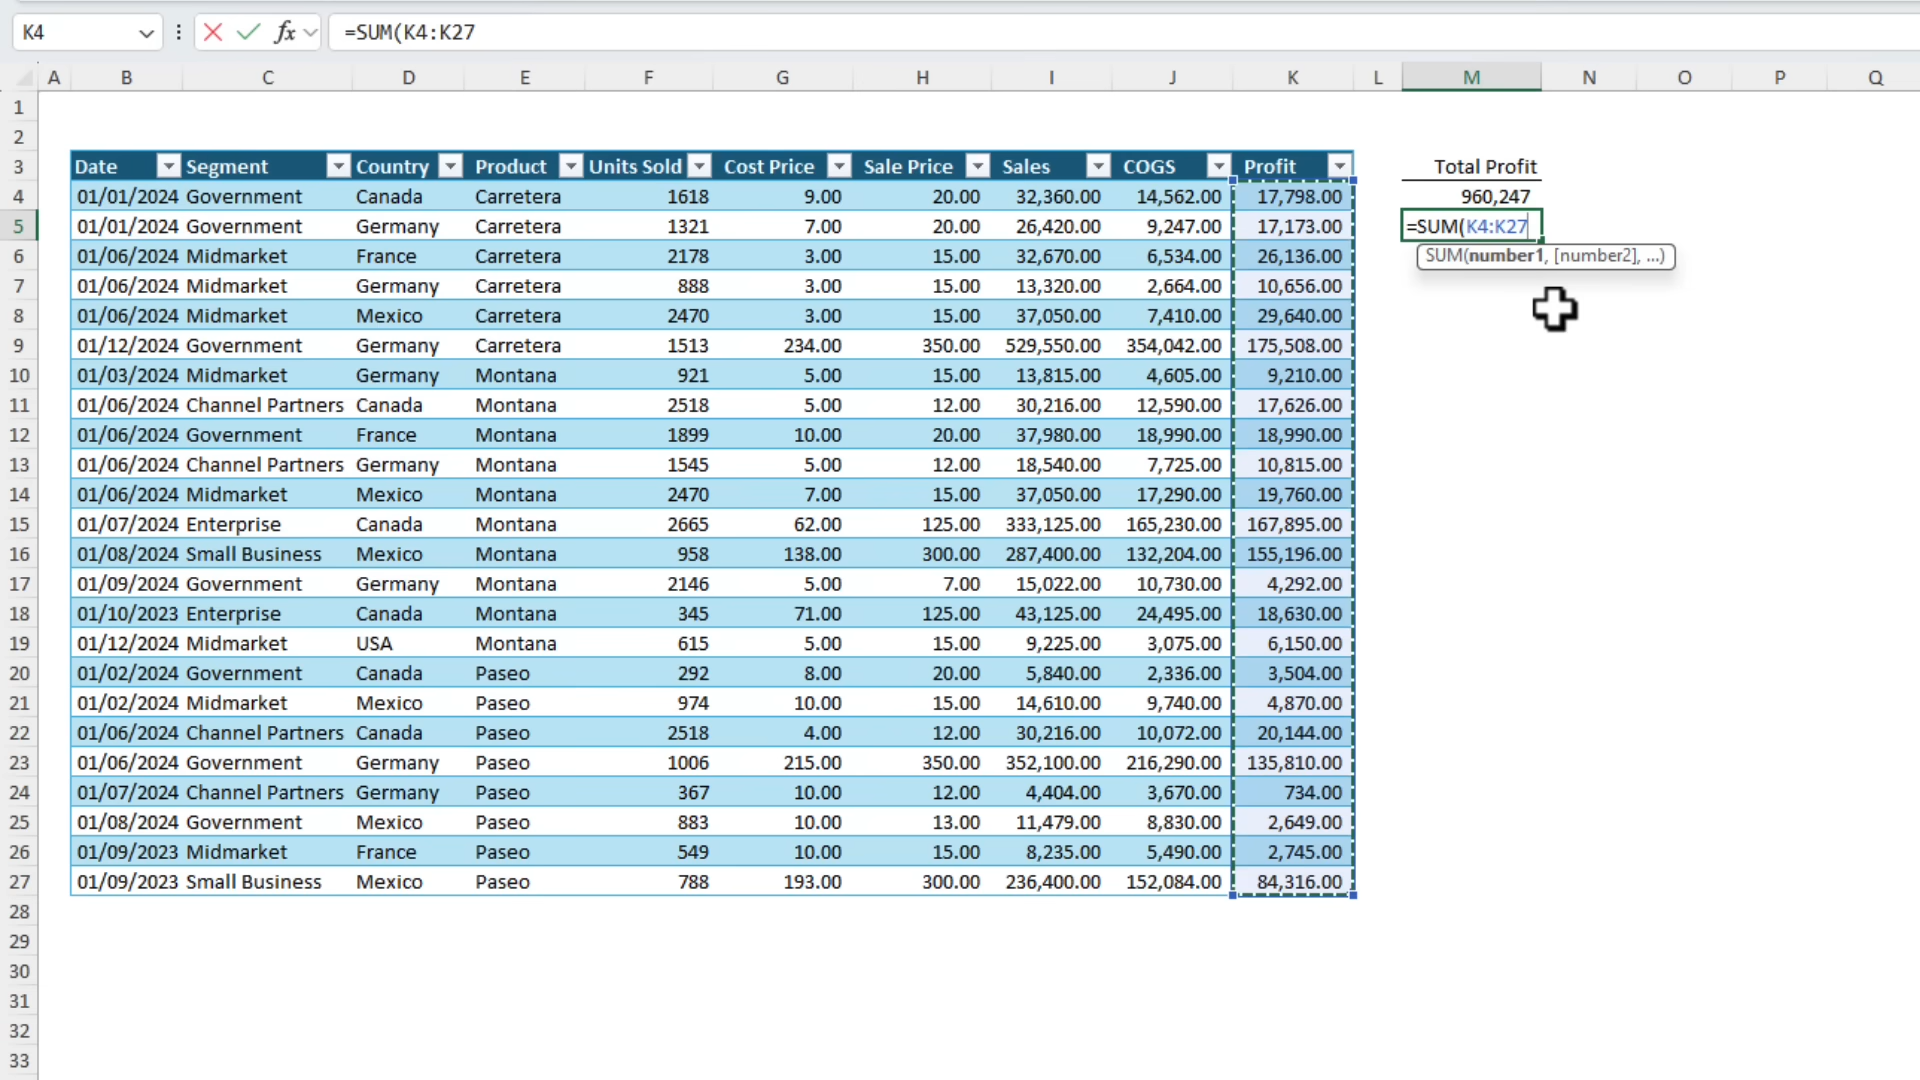 K4 fx =SUM(K4:K27
A B C D E F G H I J K L M N O P Q
1
2
3 Date Segment Country Product Units Sold Cost Price Sale Price Sales COGS Profit Total Profit
4 01/01/2024 Government Canada Carretera 1618 9.00 20.00 32,360.00 14,562.00 17,798.00 960,247
5 01/01/2024 Government Germany Carretera 1321 7.00 20.00 26,420.00 9,247.00 17,173.00 =SUM(K4:K27
6 01/06/2024 Midmarket France Carretera 2178 3.00 15.00 32,670.00 6,534.00 26,136.00 SUM(number1, [number2], ...)
7 01/06/2024 Midmarket Germany Carretera 888 3.00 15.00 13,320.00 2,664.00 10,656.00
8 01/06/2024 Midmarket Mexico Carretera 2470 3.00 15.00 37,050.00 7,410.00 29,640.00
9 01/12/2024 Government Germany Carretera 1513 234.00 350.00 529,550.00 354,042.00 175,508.00
10 01/03/2024 Midmarket Germany Montana 921 5.00 15.00 13,815.00 4,605.00 9,210.00
11 01/06/2024 Channel Partners Canada Montana 2518 5.00 12.00 30,216.00 12,590.00 17,626.00
12 01/06/2024 Government France Montana 1899 10.00 20.00 37,980.00 18,990.00 18,990.00
13 01/06/2024 Channel Partners Germany Montana 1545 5.00 12.00 18,540.00 7,725.00 10,815.00
14 01/06/2024 Midmarket Mexico Montana 2470 7.00 15.00 37,050.00 17,290.00 19,760.00
15 01/07/2024 Enterprise Canada Montana 2665 62.00 125.00 333,125.00 165,230.00 167,895.00
16 01/08/2024 Small Business Mexico Montana 958 138.00 300.00 287,400.00 132,204.00 155,196.00
17 01/09/2024 Government Germany Montana 2146 5.00 7.00 15,022.00 10,730.00 4,292.00
18 01/10/2023 Enterprise Canada Montana 345 71.00 125.00 43,125.00 24,495.00 18,630.00
19 01/12/2024 Midmarket USA Montana 615 5.00 15.00 9,225.00 3,075.00 6,150.00
20 01/02/2024 Government Canada Paseo 292 8.00 20.00 5,840.00 2,336.00 3,504.00
21 01/02/2024 Midmarket Mexico Paseo 974 10.00 15.00 14,610.00 9,740.00 4,870.00
22 01/06/2024 Channel Partners Canada Paseo 2518 4.00 12.00 30,216.00 10,072.00 20,144.00
23 01/06/2024 Government Germany Paseo 1006 215.00 350.00 352,100.00 216,290.00 135,810.00
24 01/07/2024 Channel Partners Germany Paseo 367 10.00 12.00 4,404.00 3,670.00 734.00
25 01/08/2024 Government Mexico Paseo 883 10.00 13.00 11,479.00 8,830.00 2,649.00
26 01/09/2023 Midmarket France Paseo 549 10.00 15.00 8,235.00 5,490.00 2,745.00
27 01/09/2023 Small Business Mexico Paseo 788 193.00 300.00 236,400.00 152,084.00 84,316.00
28
29
30
31
32
33